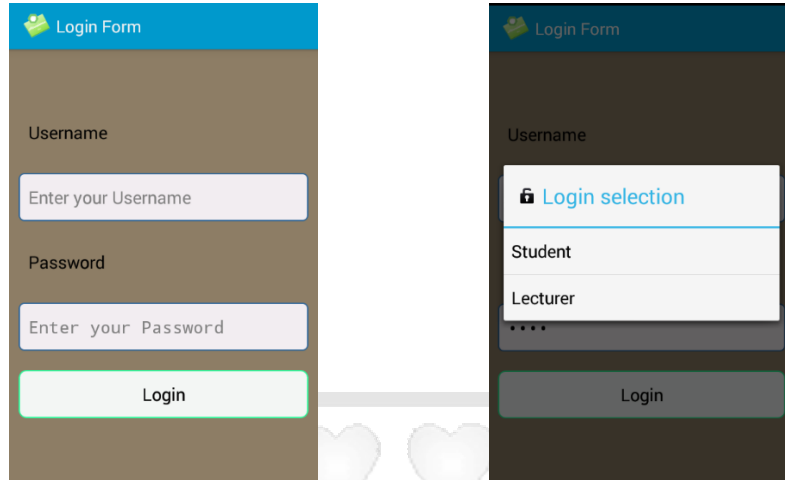 Login Form
Username
Enter your Username
Password
Enter your Password
Login
Login Form
Username
Login selection
Student
Lecturer
••••
Login